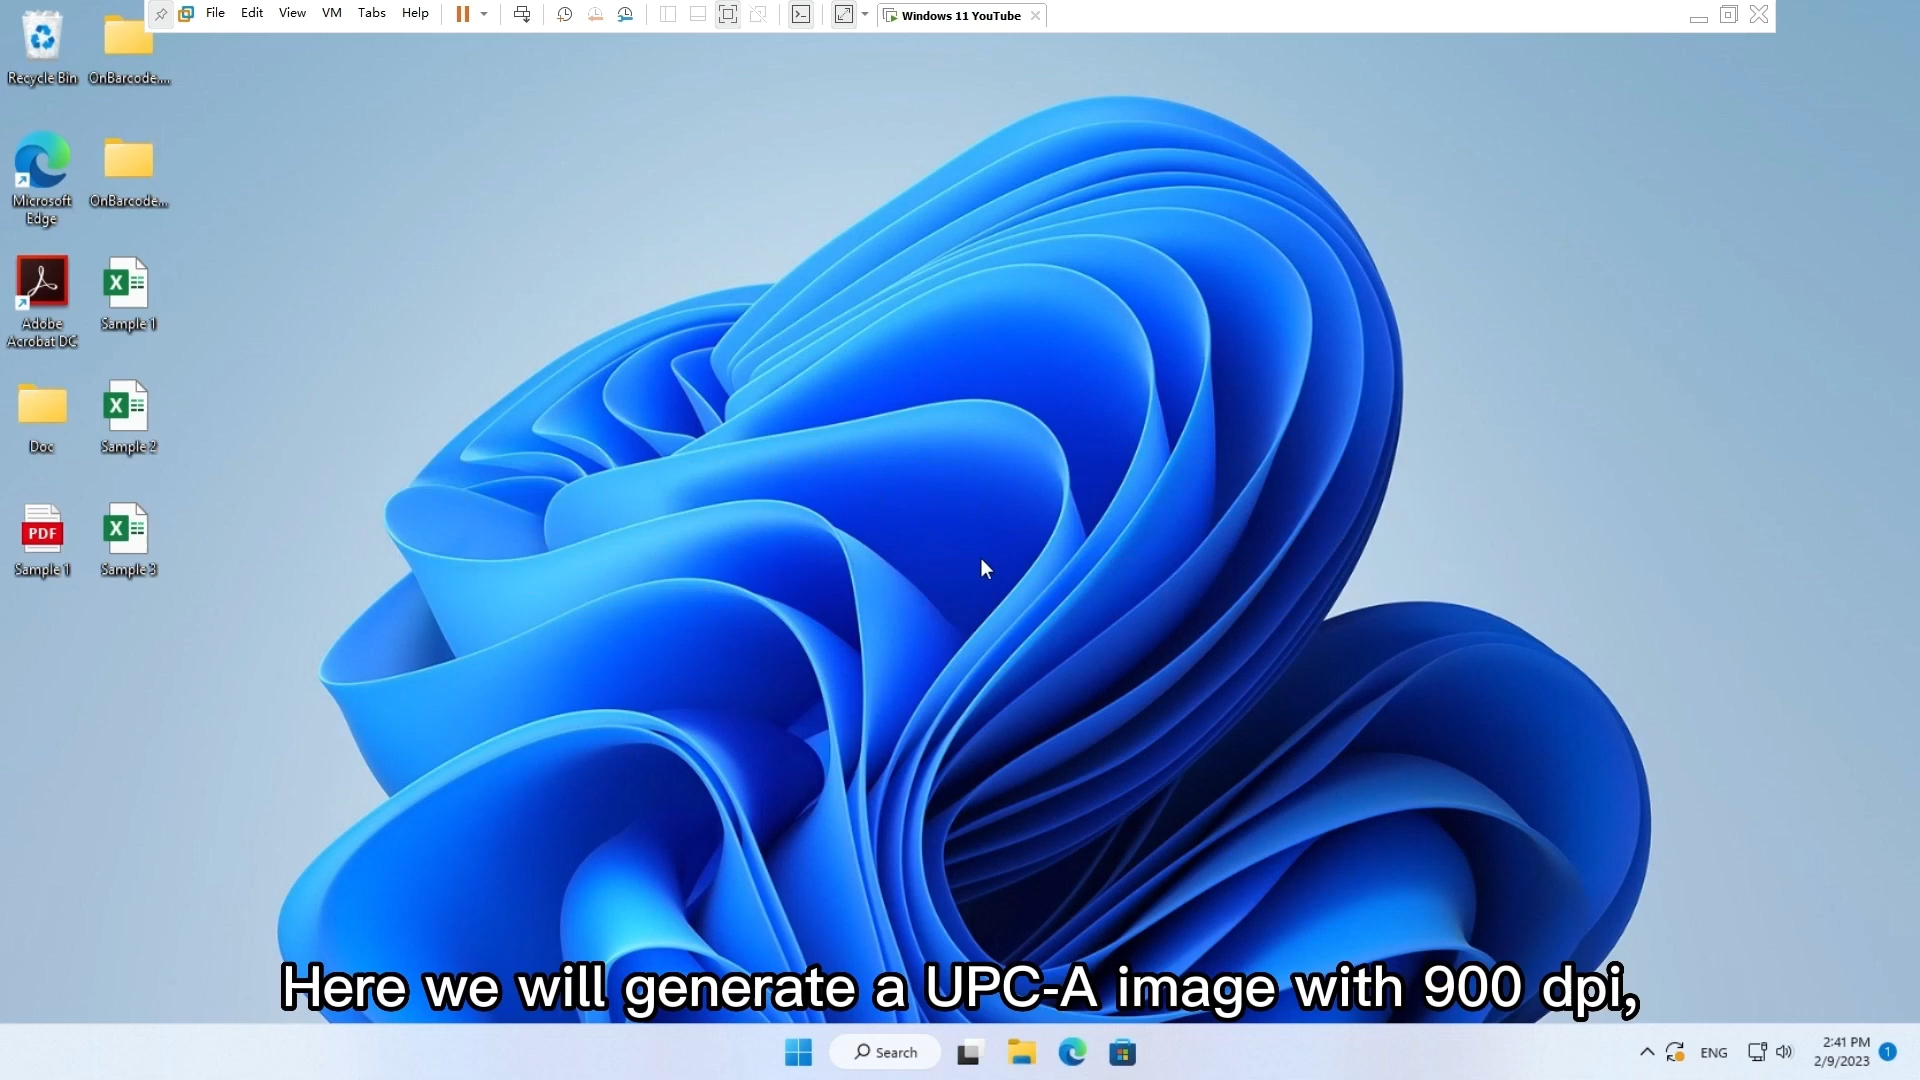 File Edit View VM Tabs Help Windows 11 YouTube
Recycle Bin
OnBarcode....
Microsoft Edge
OnBarcode...
Adobe Acrobat DC
Sample 1
Doc
Sample 2
PDF
Sample 1
Sample 3
Here we will generate a UPC-A image with 900 dpi,
Search
ENG
2:41 PM
2/9/2023
1